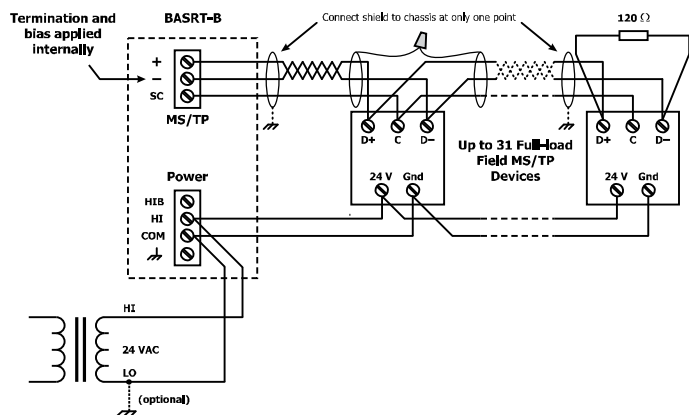 Termination and
bias applied
internally
BASRT-B
Connect shield to chassis at only one point
120 Ω
+
−
SC
MS/TP
D+ C D−
Up to 31 Full-load
Field MS/TP
Devices
D+ C D−
24 V Gnd
24 V Gnd
Power
HIB
HI
COM
HI
24 VAC
LO
(optional)